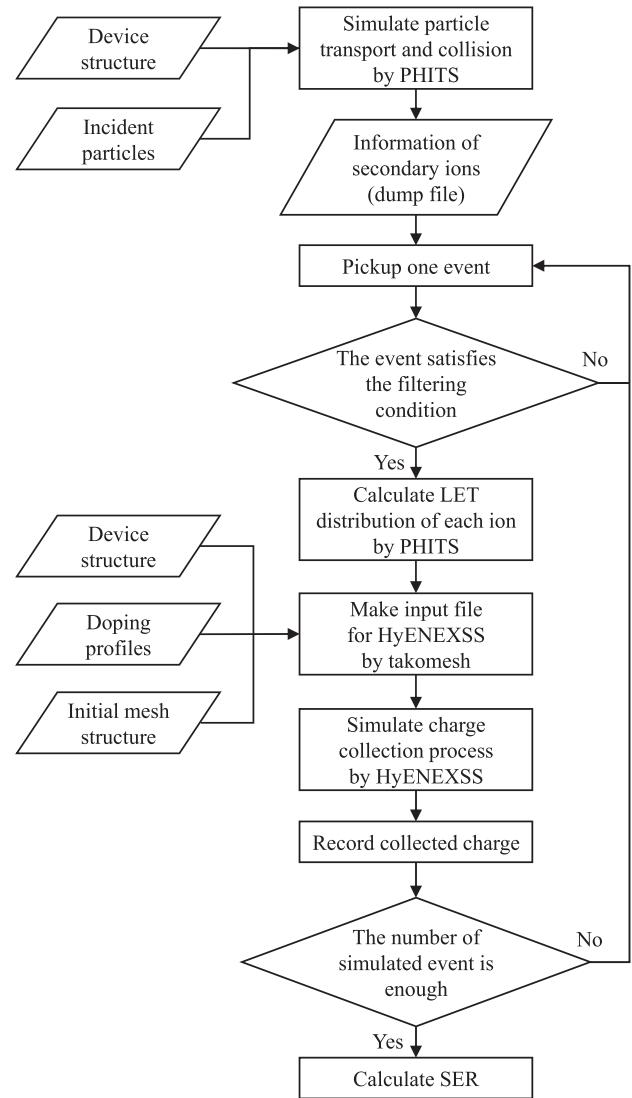 Device
structure
Simulate particle
transport and collision
by PHITS
Incident
particles
Information of
secondary ions
(dump file)
Pickup one event
The event satisfies
the filtering
condition
No
Yes
Calculate LET
distribution of each ion
by PHITS
Device
structure
Doping
profiles
Make input file
for HyENEXSS
by takomesh
Initial mesh
structure
Simulate charge
collection process
by HyENEXSS
Record collected charge
The number of
simulated event is
enough
No
Yes
Calculate SER